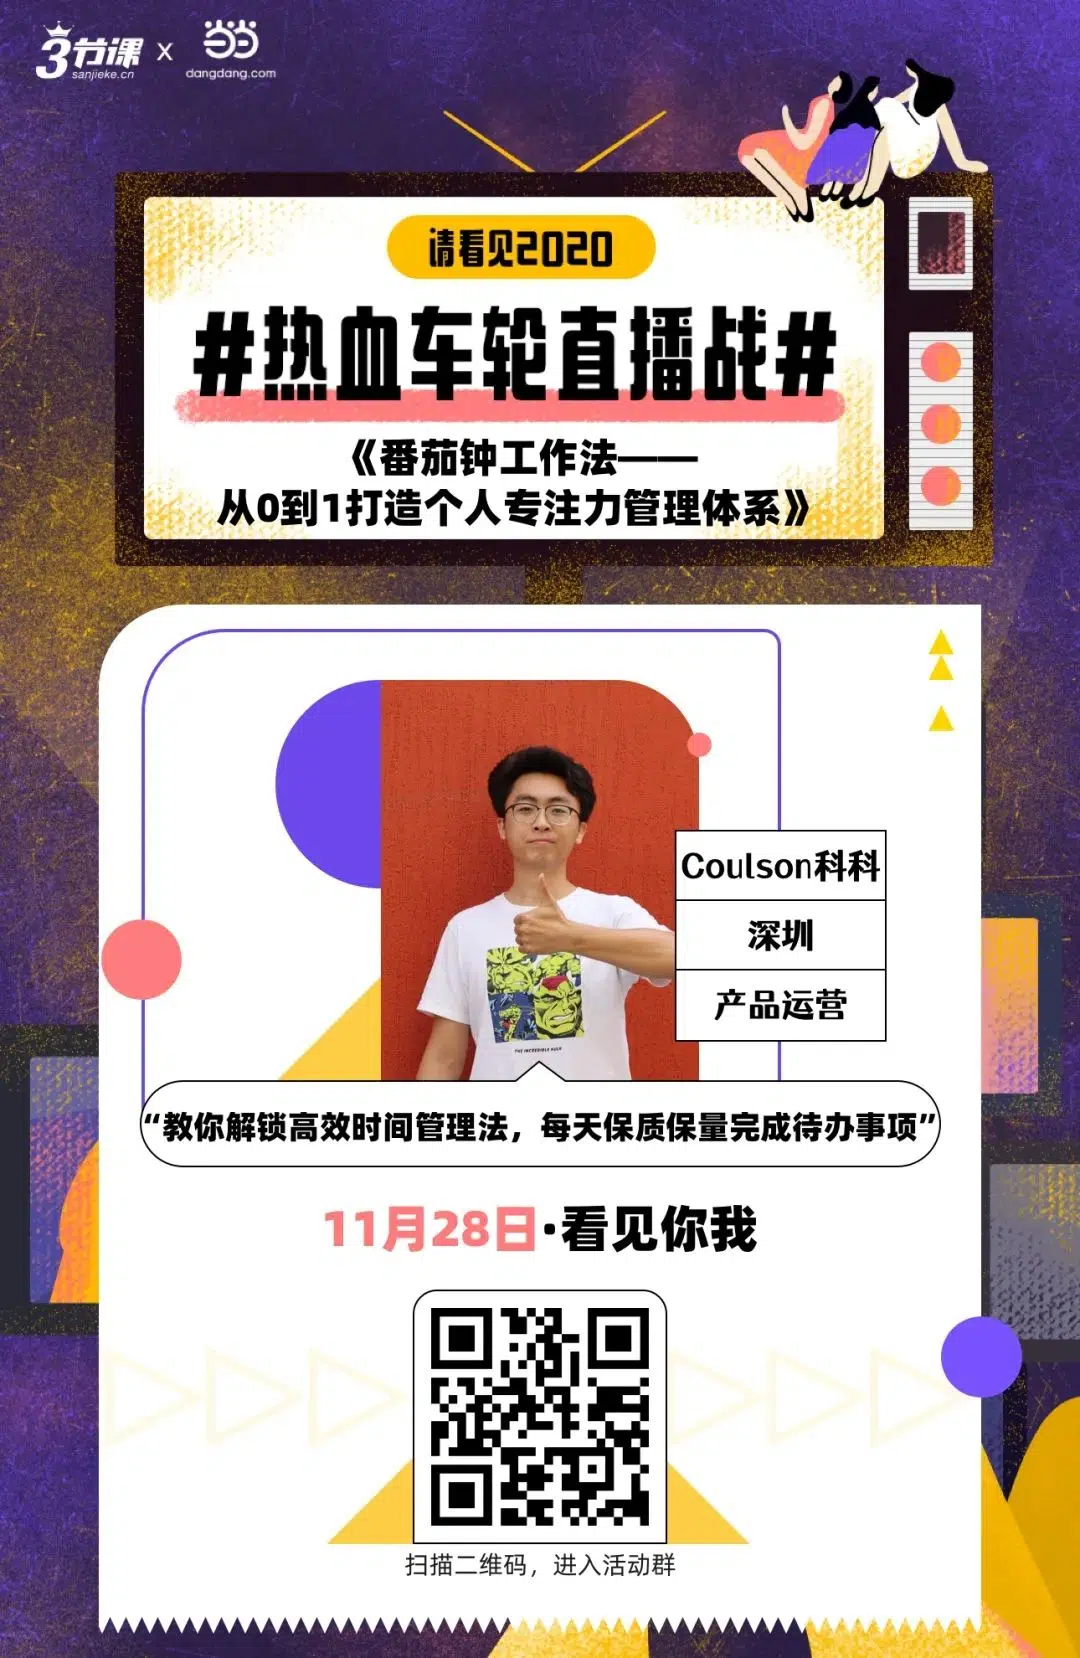 3节课
sanjieke.cn
x
当当
dangdang.com
请看见2020
#热血车轮直播战#
《番茄钟工作法——
从0到1打造个人专注力管理体系》
Coulson科科
深圳
产品运营
THE INCREDIBLE HULK
“教你解锁高效时间管理法，每天保质保量完成待办事项”
11月28日·看见你我
扫描二维码，进入活动群